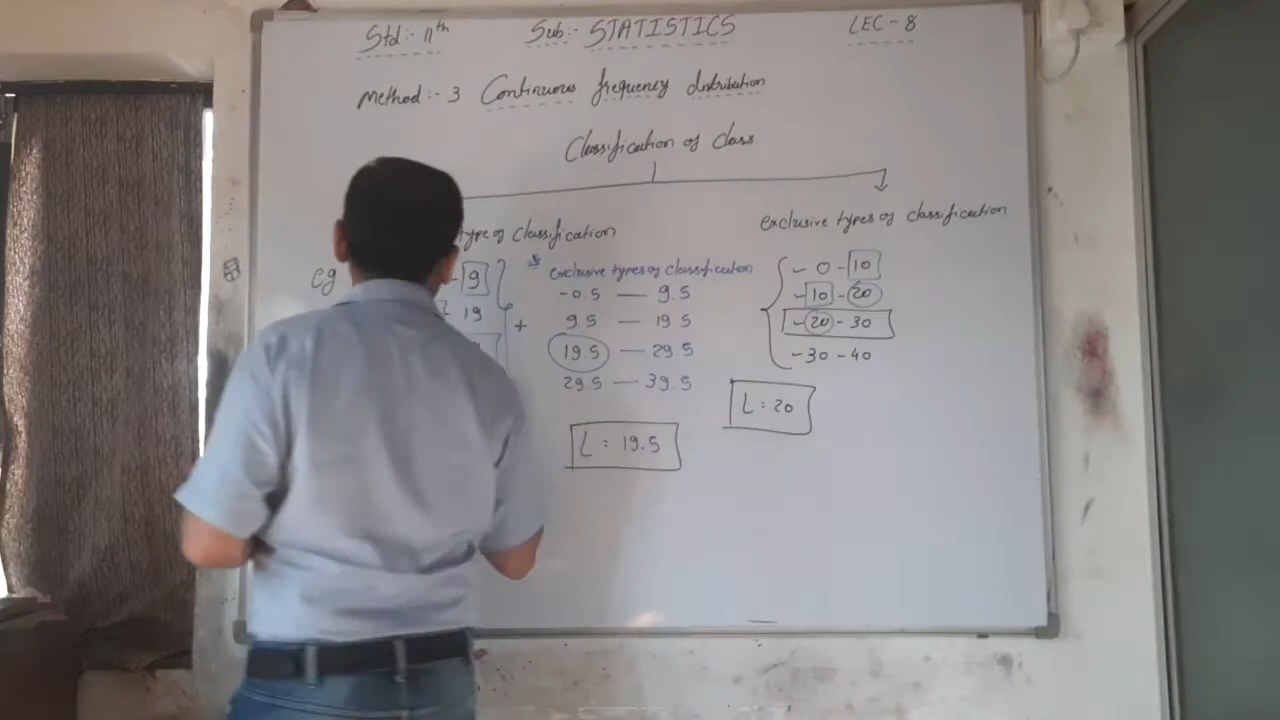 Std:- 11th Sub:- STATISTICS LEC - 8
Method:- 3 Continuous frequency distribution
Classification of class
type of classification
exclusive types of classification
eg
- 9
19
+
* exclusive types of classification
-0.5 — 9.5
9.5 — 19.5
19.5 — 29.5
29.5 — 39.5
L = 19.5
- 0 - 10
- 10 - 20
- 20 - 30
- 30 - 40
L = 20